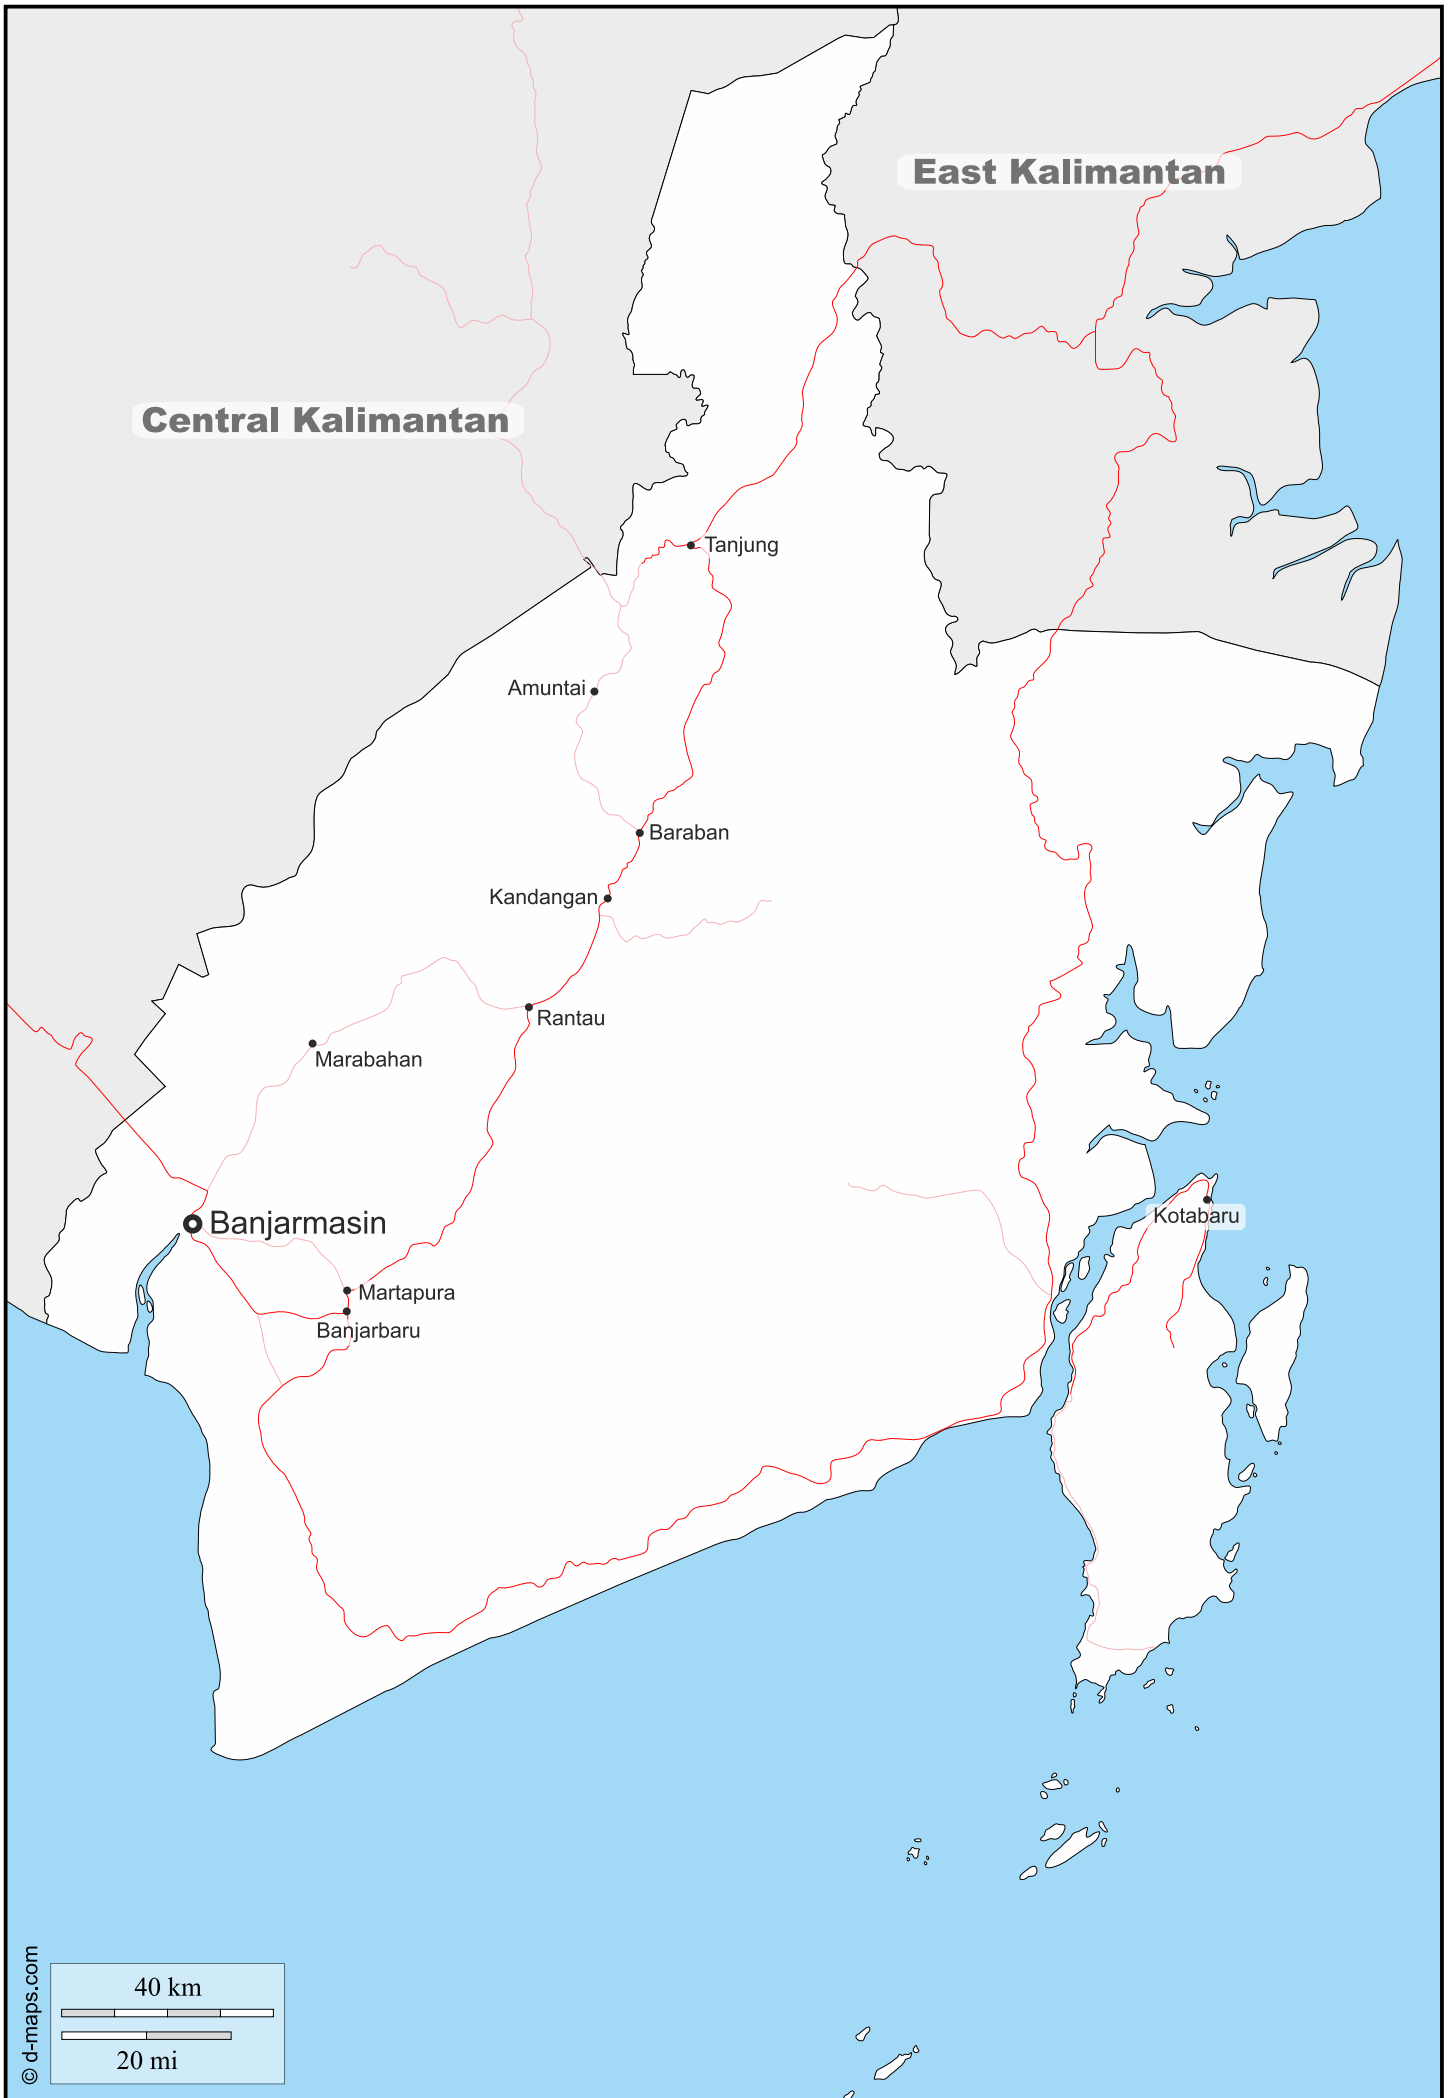 East Kalimantan
Central Kalimantan
Tanjung
Amuntai
Baraban
Kandangan
Rantau
Marabahan
Kotabaru
Banjarmasin
Martapura
Banjarbaru
© d-maps.com
40 km
20 mi